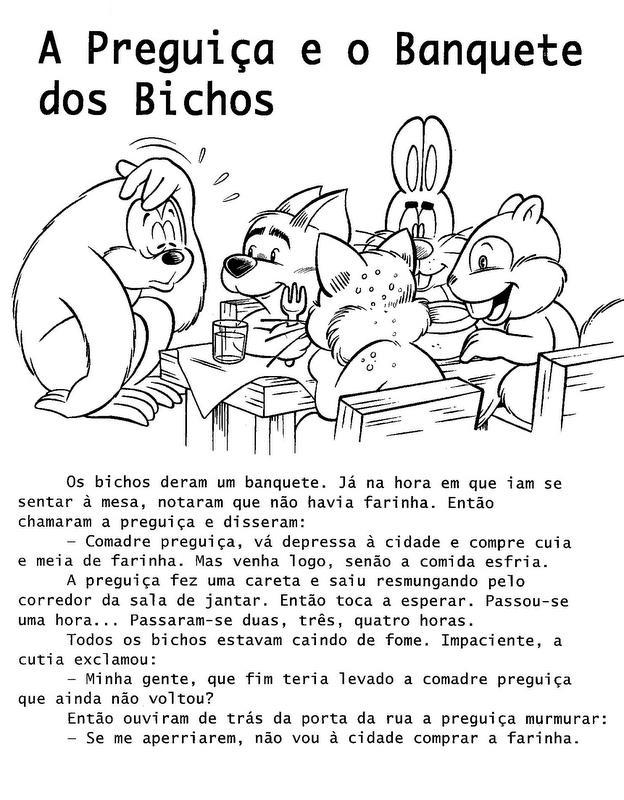 A Preguiça e o Banquete
dos Bichos
Os bichos deram um banquete. Já na hora em que iam se
sentar à mesa, notaram que não havia farinha. Então
chamaram a preguiça e disseram:
— Comadre preguiça, vá depressa à cidade e compre cuia
e meia de farinha. Mas venha logo, senão a comida esfria.
A preguiça fez uma careta e saiu resmungando pelo
corredor da sala de jantar. Então toca a esperar. Passou-se
uma hora... Passaram-se duas, três, quatro horas.
Todos os bichos estavam caindo de fome. Impaciente, a
cutia exclamou:
— Minha gente, que fim teria levado a comadre preguiça
que ainda não voltou?
Então ouviram de trás da porta da rua a preguiça murmurar:
— Se me aperriarem, não vou à cidade comprar a farinha.